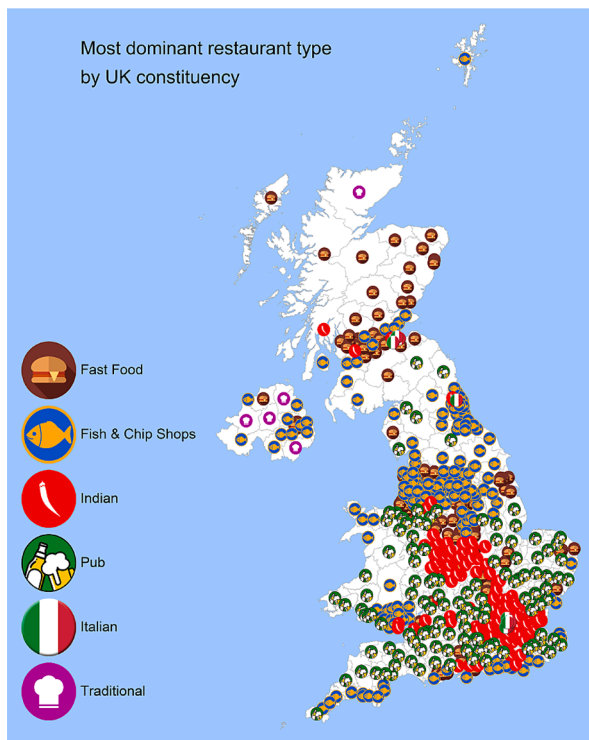 Most dominant restaurant type
by UK constituency
Fast Food
Fish & Chip Shops
Indian
Pub
Italian
Traditional